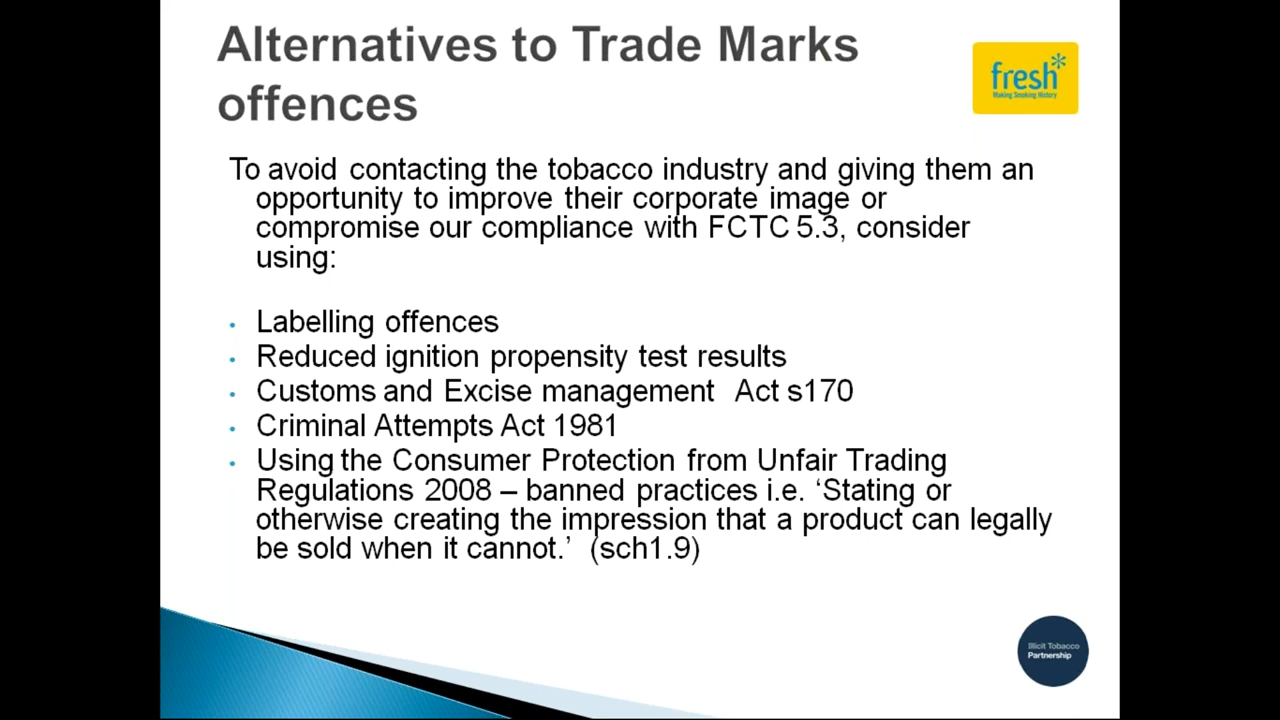 Alternatives to Trade Marks
offences
fresh*
Making Smoking History
To avoid contacting the tobacco industry and giving them an
opportunity to improve their corporate image or
compromise our compliance with FCTC 5.3, consider
using:
• Labelling offences
• Reduced ignition propensity test results
• Customs and Excise management Act s170
• Criminal Attempts Act 1981
• Using the Consumer Protection from Unfair Trading
Regulations 2008 – banned practices i.e. ‘Stating or
otherwise creating the impression that a product can legally
be sold when it cannot.’ (sch1.9)
Illicit Tobacco
Partnership